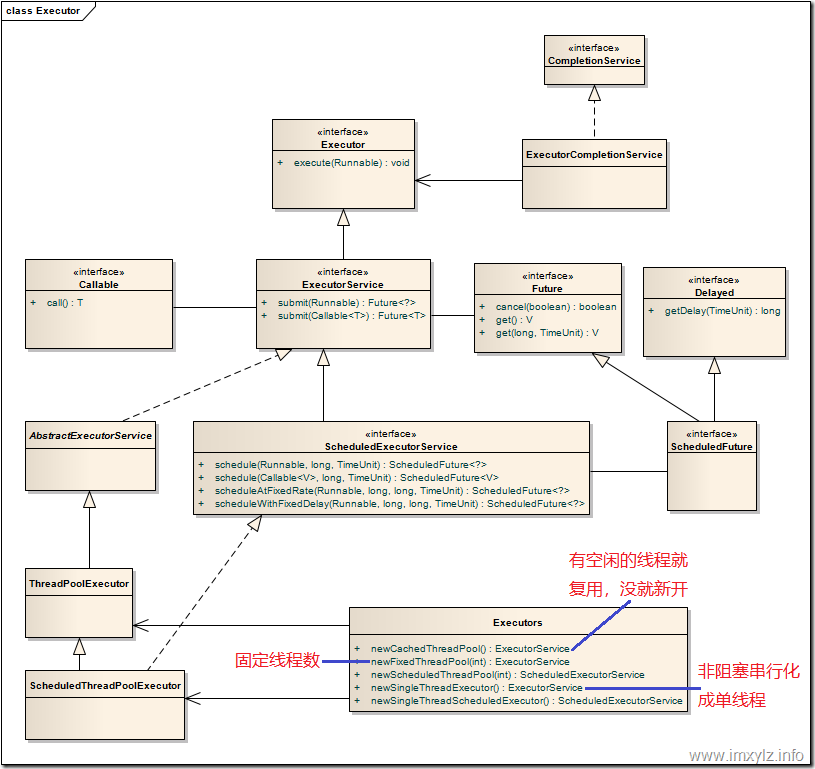 class Executor
«interface»
CompletionService
«interface»
Executor
+ execute(Runnable) : void
ExecutorCompletionService
«interface»
Callable
+ call() : T
«interface»
ExecutorService
+ submit(Runnable) : Future<?>
+ submit(Callable<T>) : Future<T>
«interface»
Future
+ cancel(boolean) : boolean
+ get() : V
+ get(long, TimeUnit) : V
«interface»
Delayed
+ getDelay(TimeUnit) : long
AbstractExecutorService
«interface»
ScheduledExecutorService
+ schedule(Runnable, long, TimeUnit) : ScheduledFuture<?>
+ schedule(Callable<V>, long, TimeUnit) : ScheduledFuture<V>
+ scheduleAtFixedRate(Runnable, long, long, TimeUnit) : ScheduledFuture<?>
+ scheduleWithFixedDelay(Runnable, long, long, TimeUnit) : ScheduledFuture<?>
«interface»
ScheduledFuture
有空闲的线程就
复用，没就新开
ThreadPoolExecutor
Executors
+ newCachedThreadPool() : ExecutorService
固定线程数
+ newFixedThreadPool(int) : ExecutorService
+ newScheduledThreadPool(int) : ScheduledExecutorService
+ newSingleThreadExecutor() : ExecutorService
+ newSingleThreadScheduledExecutor() : ScheduledExecutorService
非阻塞串行化
成单线程
ScheduledThreadPoolExecutor
www.imxylz.info